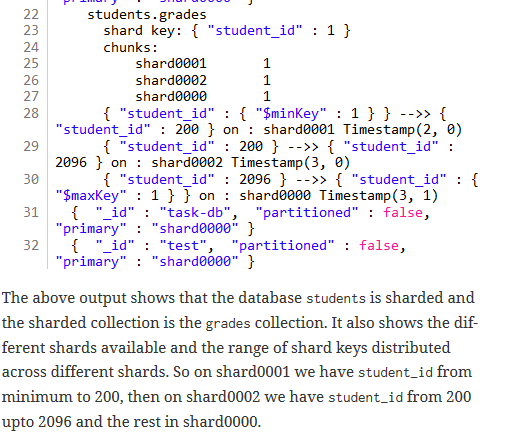 "primary" : "shard0000" }
22 students.grades
23 shard key: { "student_id" : 1 }
24 chunks:
25 shard0001 1
26 shard0002 1
27 shard0000 1
28 { "student_id" : { "$minKey" : 1 } } -->> {
"student_id" : 200 } on : shard0001 Timestamp(2, 0)
29 { "student_id" : 200 } -->> { "student_id" :
2096 } on : shard0002 Timestamp(3, 0)
30 { "student_id" : 2096 } -->> { "student_id" : {
"$maxKey" : 1 } } on : shard0000 Timestamp(3, 1)
31 { "_id" : "task-db", "partitioned" : false,
"primary" : "shard0000" }
32 { "_id" : "test", "partitioned" : false,
"primary" : "shard0000" }
The above output shows that the database students is sharded and
the sharded collection is the grades collection. It also shows the dif-
ferent shards available and the range of shard keys distributed
across different shards. So on shard0001 we have student_id from
minimum to 200, then on shard0002 we have student_id from 200
upto 2096 and the rest in shard0000.